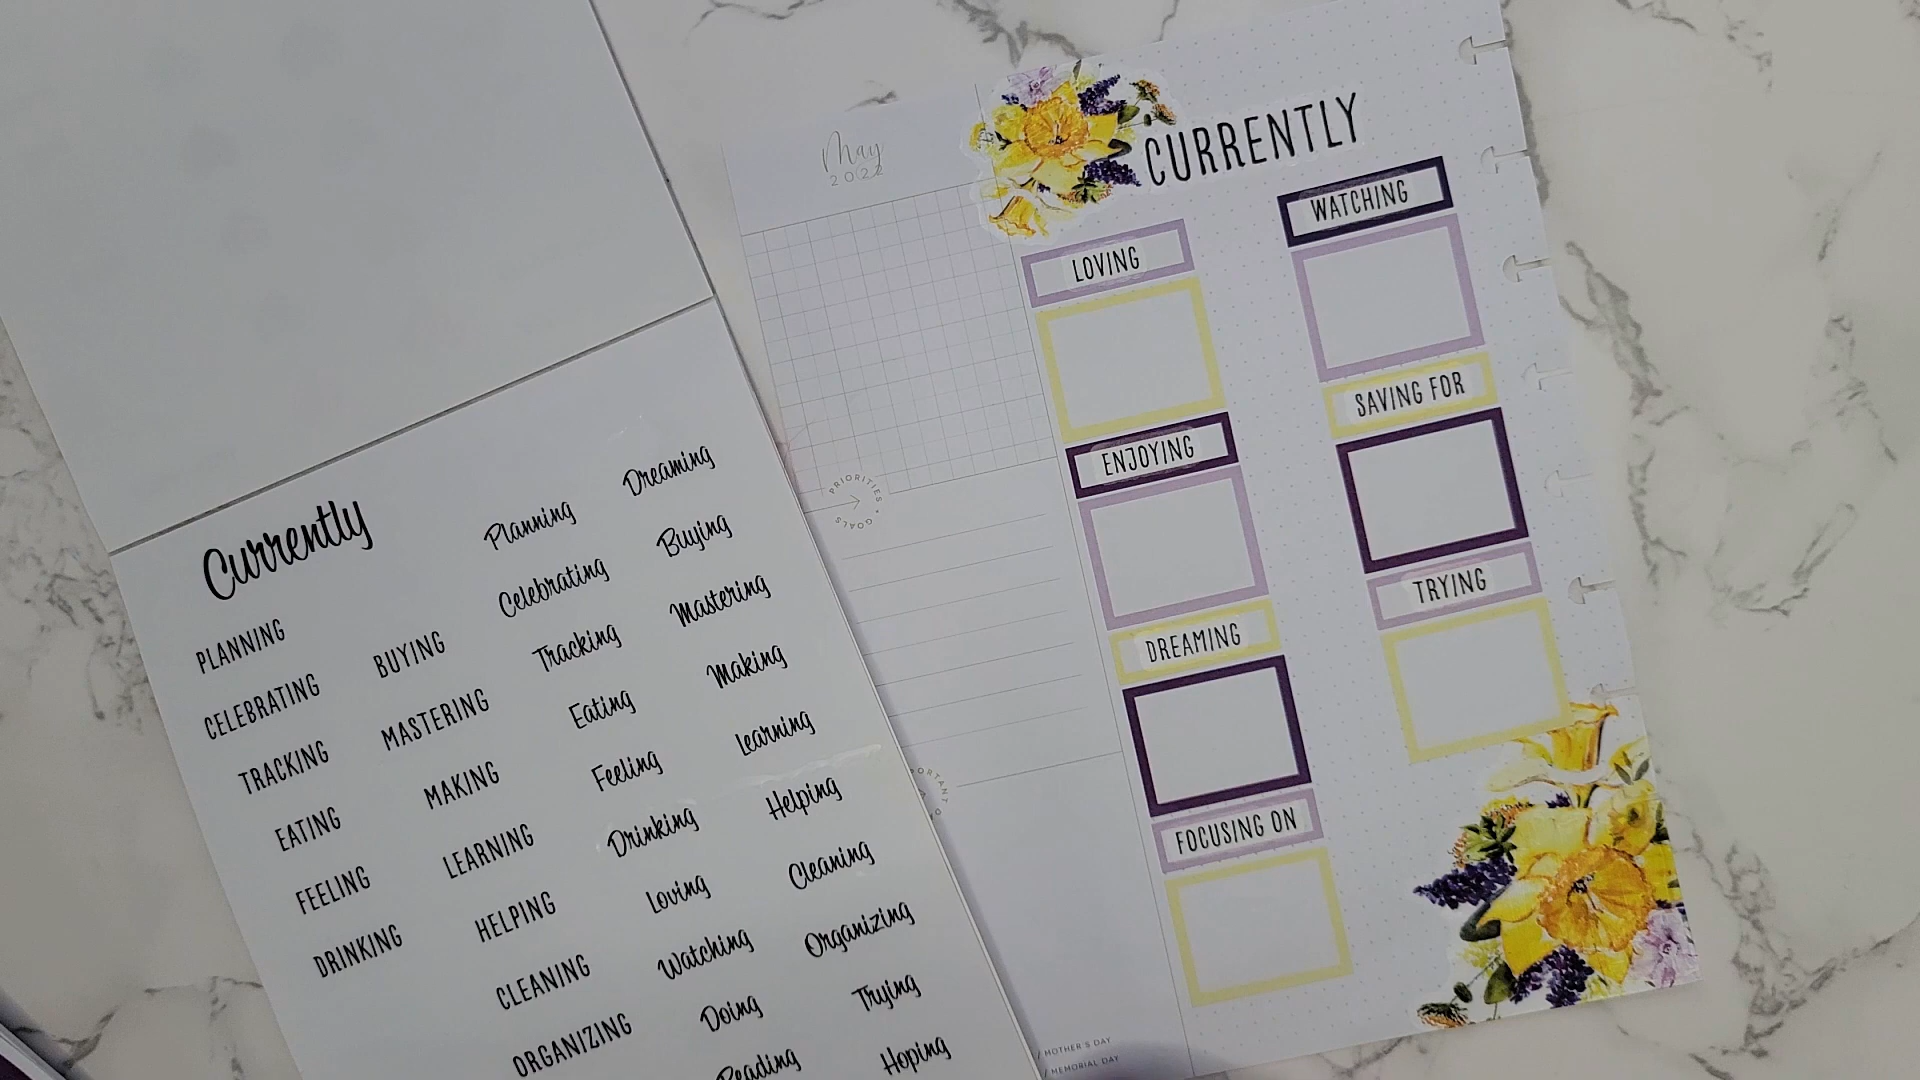 Currently
PLANNING
CELEBRATING
TRACKING
EATING
FEELING
DRINKING
BUYING
MASTERING
MAKING
LEARNING
HELPING
CLEANING
ORGANIZING
Planning
Celebrating
Tracking
Eating
Feeling
Drinking
Loving
Watching
Doing
Reading
Dreaming
Buying
Mastering
Making
Learning
Helping
Cleaning
Organizing
Trying
Hoping
May
2022
PRIORITIES • GOALS
/ MOTHER'S DAY
/ MEMORIAL DAY
CURRENTLY
LOVING
ENJOYING
DREAMING
FOCUSING ON
WATCHING
SAVING FOR
TRYING